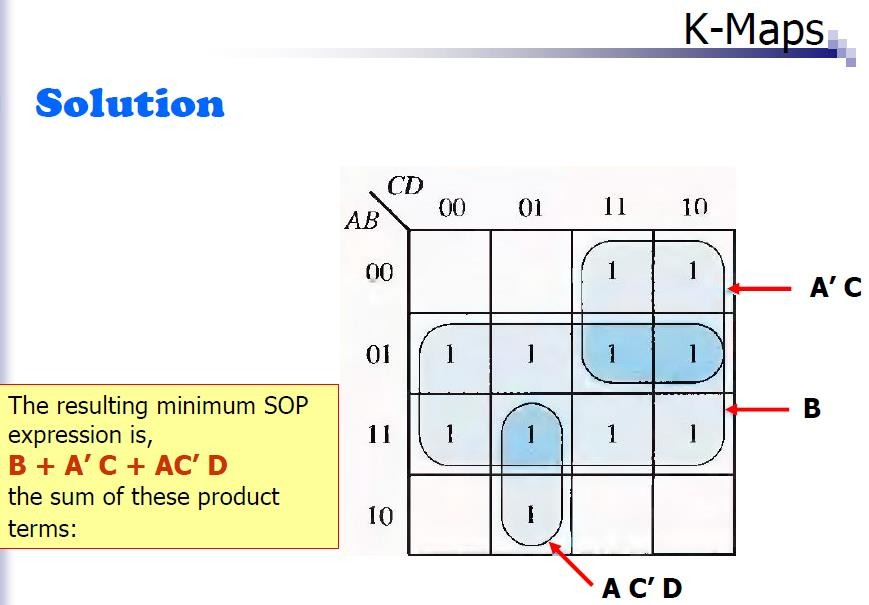 K-Maps
Solution
CD
AB
00 01 11 10
00 1 1
A′ C
01 1 1 1 1
B
11 1 1 1 1
10 1
A C′ D
The resulting minimum SOP
expression is,
B + A′ C + AC′ D
the sum of these product
terms: